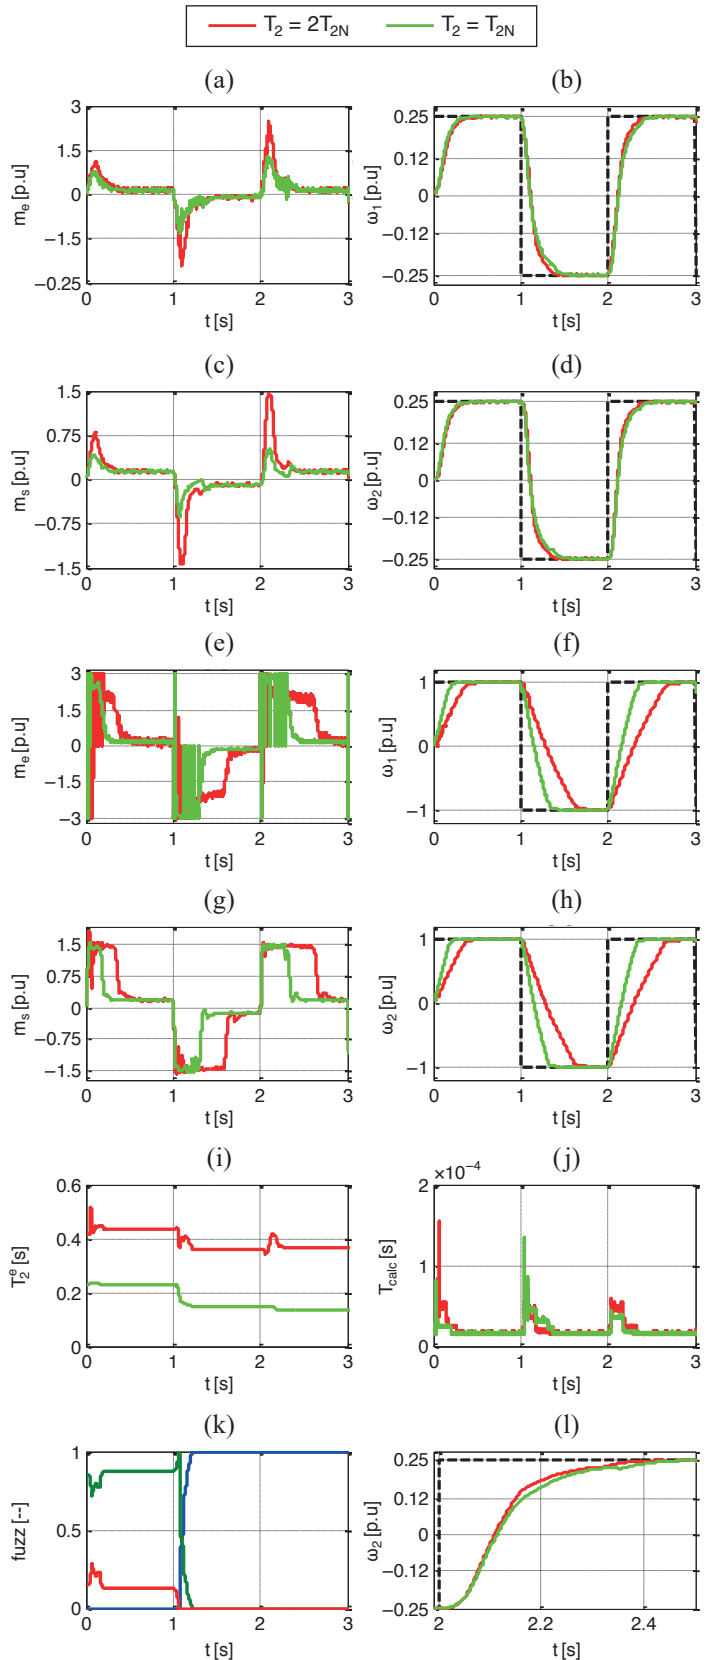 T2 = 2T2N T2 = T2N
(a) (b)
3
1.5
0
−1.5
−0.25
me [p.u]
0 1 2 3
t [s]
0.25
0.12
0
−0.12
−0.25
ω1 [p.u]
0 1 2 3
t [s]
(c) (d)
1.5
0.75
0
−0.75
−1.5
ms [p.u]
0 1 2 3
t [s]
0.25
0.12
0
−0.12
−0.25
ω2 [p.u]
0 1 2 3
t [s]
(e) (f)
3
1.5
0
−1.5
−3
me [p.u]
0 1 2 3
t [s]
1
0
−1
ω1 [p.u]
0 1 2 3
t [s]
(g) (h)
1.5
0.75
0
−0.75
−1.5
ms [p.u]
0 1 2 3
t [s]
1
0
−1
ω2 [p.u]
0 1 2 3
t [s]
(i) (j)
0.6
0.4
0.2
0
T2e [s]
0 1 2 3
t [s]
×10−4
2
1
0
Tcalc [s]
0 1 2 3
t [s]
(k) (l)
1
0.5
0
fuzz [--]
0 1 2 3
t [s]
0.25
0.12
0
−0.12
−0.25
ω2 [p.u]
2 2.2 2.4
t [s]